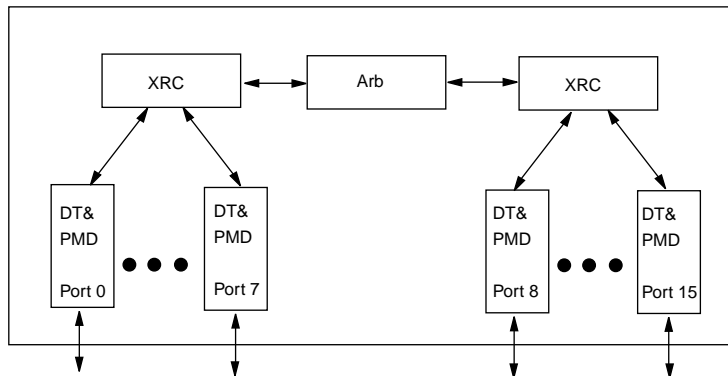 XRC
Arb
XRC
DT&
PMD
Port 0
DT&
PMD
Port 7
DT&
PMD
Port 8
DT&
PMD
Port 15